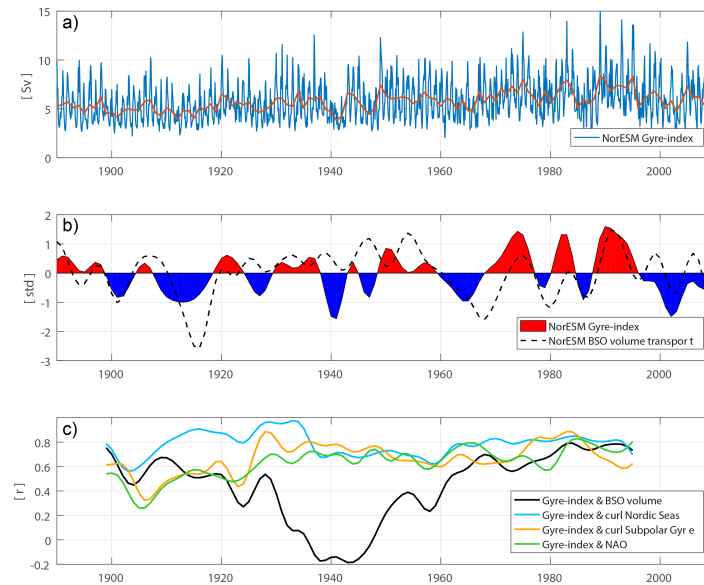 a)
15
10
5
0
[ Sv ]
NorESM Gyre-index
1900 1920 1940 1960 1980 2000
b)
2
1
0
-1
-2
-3
[ std ]
NorESM Gyre-index
NorESM BSO volume transpor t
1900 1920 1940 1960 1980 2000
c)
0.8
0.6
0.4
0.2
0
-0.2
[ r ]
Gyre-index & BSO volume
Gyre-index & curl Nordic Seas
Gyre-index & curl Subpolar Gyr e
Gyre-index & NAO
1900 1920 1940 1960 1980 2000